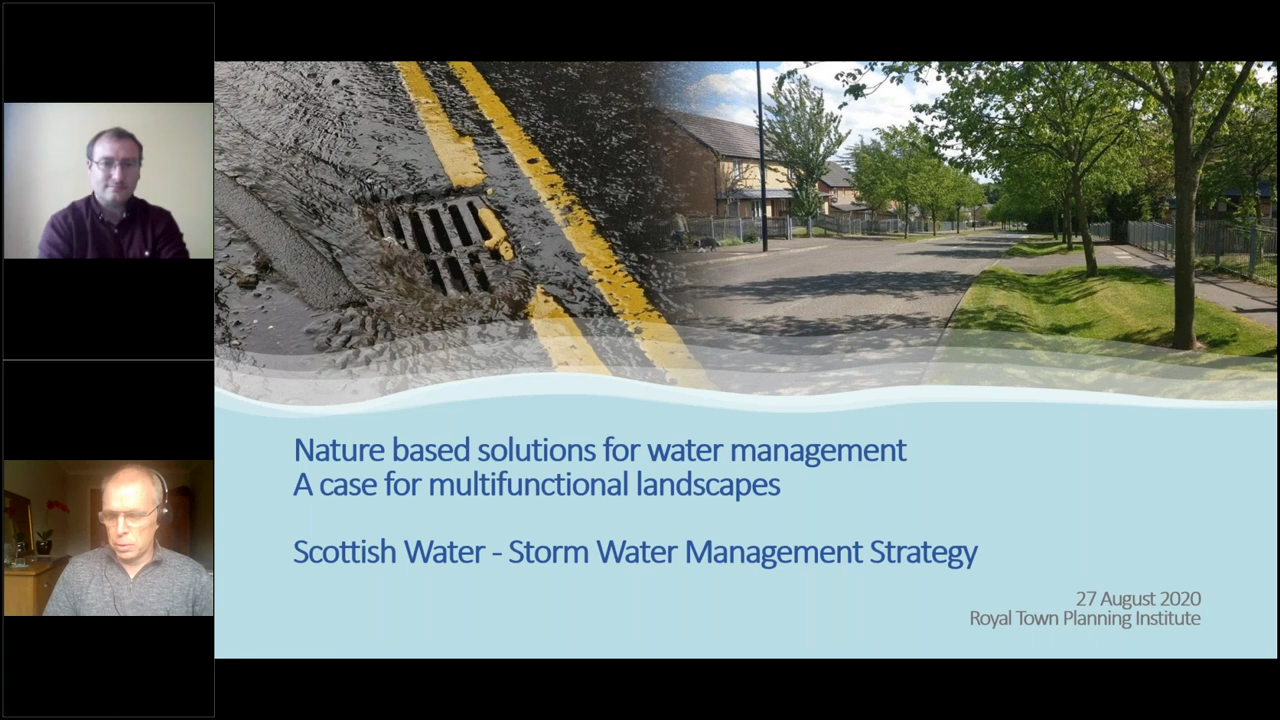 Nature based solutions for water management
A case for multifunctional landscapes
Scottish Water - Storm Water Management Strategy
27 August 2020
Royal Town Planning Institute